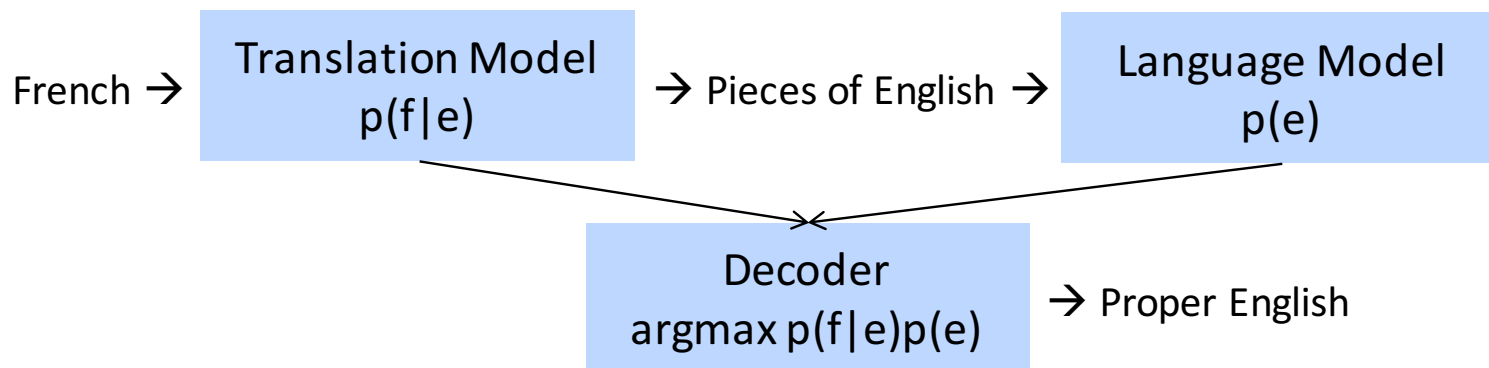 French → Translation Model → Pieces of English → Language Model
p(f|e)
p(e)
Decoder
argmax p(f|e)p(e)
→ Proper English